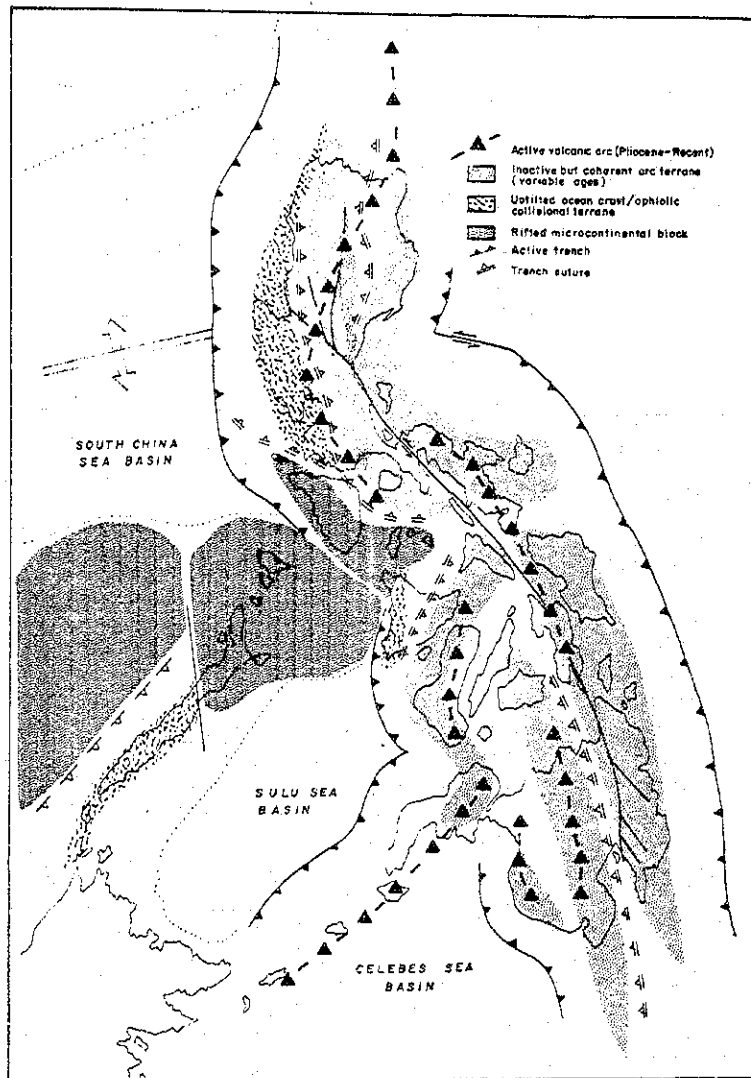 Active volcanic arc (Pliocene-Recent)
Inactive but coherent arc terrane
(variable ages)
Uplifted ocean crust/ophiolic
collisional terrane
Rifted microcontinental block
Active trench
Trench suture
SOUTH CHINA
SEA BASIN
SULU SEA
BASIN
CELEBES SEA
BASIN